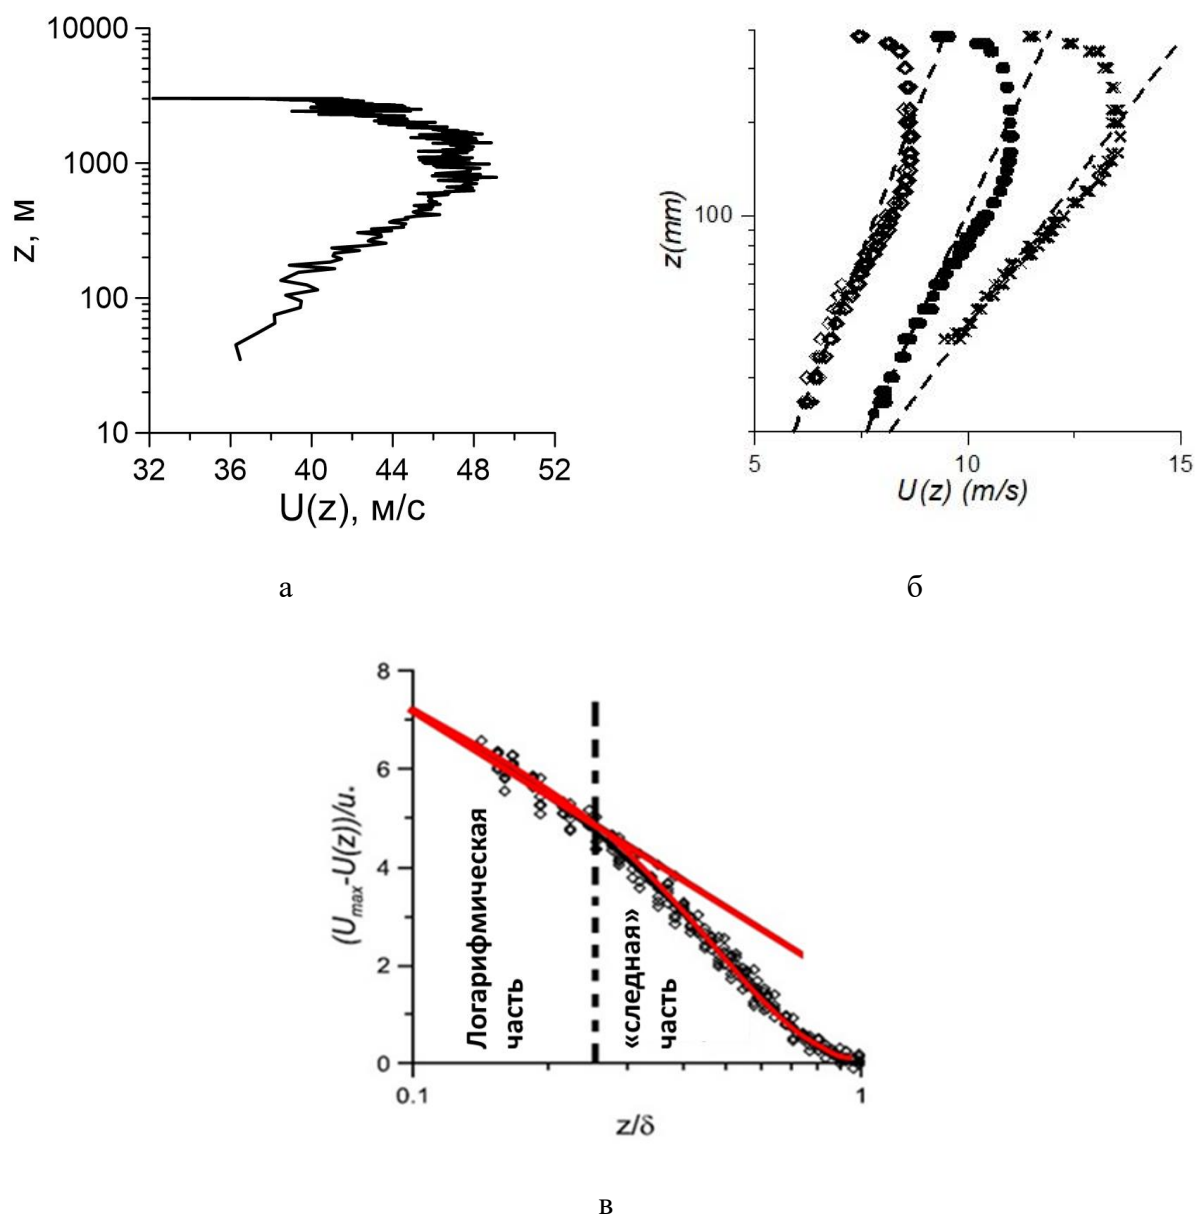 10000
1000
100
10
z, м
32 36 40 44 48 52
U(z), м/с
а
z(mm)
100
5 10 15
U(z) (m/s)
б
8
6
4
2
0
(Umax-U(z))/u*
Логарифмическая
часть
«следная»
часть
0.1 1
z/δ
в